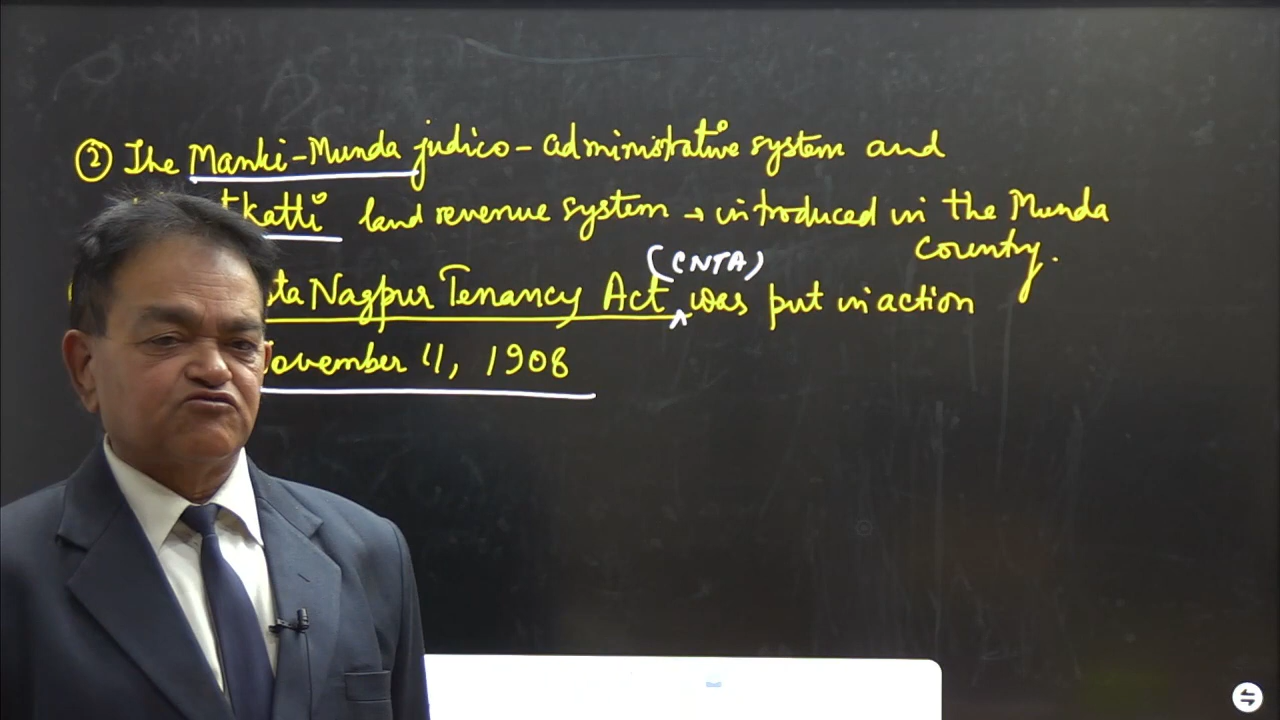 ② The Manki-Munda judico-administrative system and
tkatti land revenue system → introduced in the Munda
country.
(CNTA)
ta Nagpur Tenancy Act ^ was put in action
ovember 11, 1908